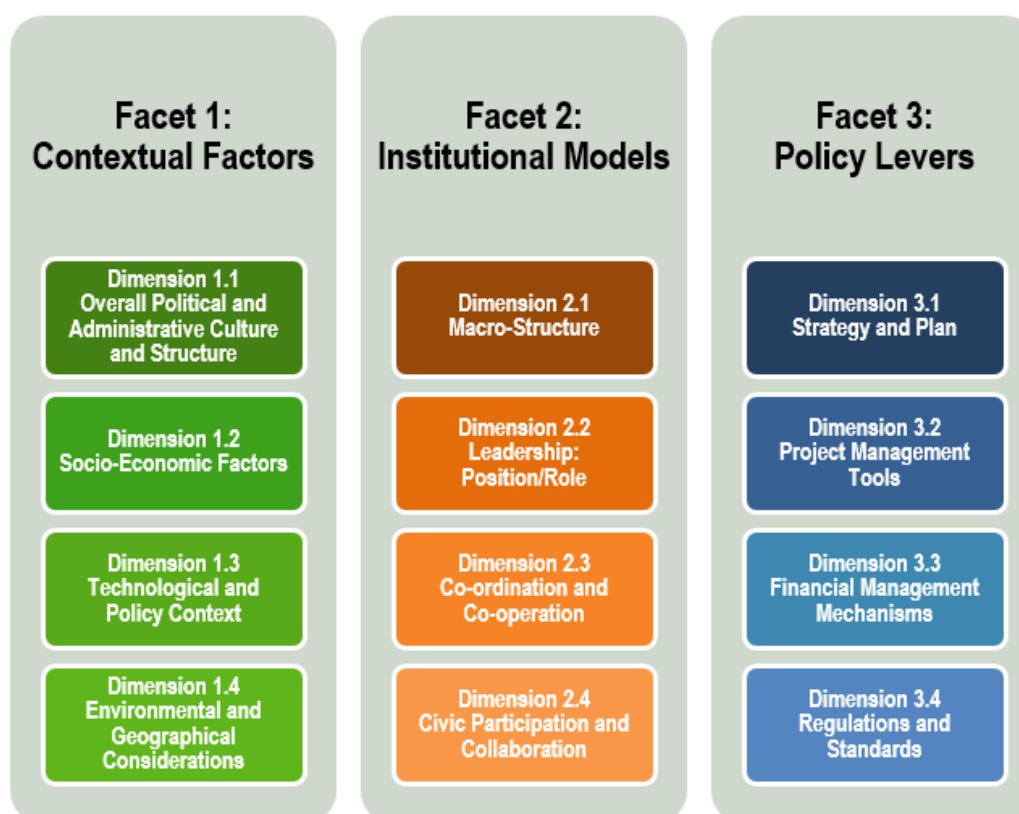 Facet 1:
Contextual Factors
Dimension 1.1
Overall Political and
Administrative Culture
and Structure
Dimension 1.2
Socio-Economic Factors
Dimension 1.3
Technological and
Policy Context
Dimension 1.4
Environmental and
Geographical
Considerations
Facet 2:
Institutional Models
Dimension 2.1
Macro-Structure
Dimension 2.2
Leadership:
Position/Role
Dimension 2.3
Co-ordination and
Co-operation
Dimension 2.4
Civic Participation and
Collaboration
Facet 3:
Policy Levers
Dimension 3.1
Strategy and Plan
Dimension 3.2
Project Management
Tools
Dimension 3.3
Financial Management
Mechanisms
Dimension 3.4
Regulations and
Standards